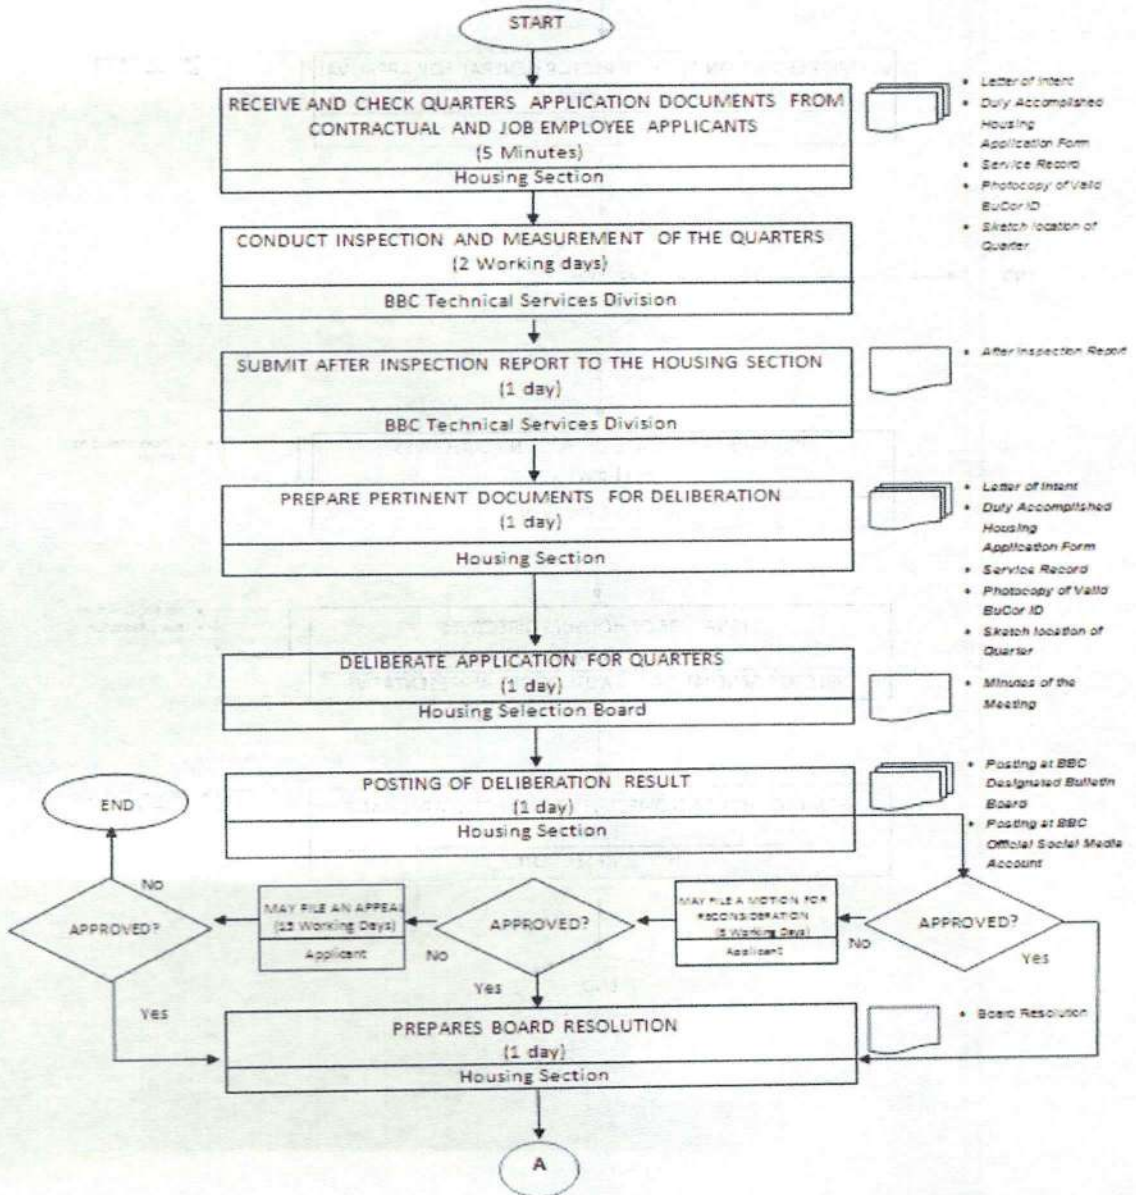 START
RECEIVE AND CHECK QUARTERS APPLICATION DOCUMENTS FROM
CONTRACTUAL AND JOB EMPLOYEE APPLICANTS
(5 Minutes)
Housing Section
• Letter of Intent
• Duly Accomplished
Housing
Application Form
• Service Record
• Photocopy of Valid
BuCor ID
• Sketch location of
Quarter
CONDUCT INSPECTION AND MEASUREMENT OF THE QUARTERS
(2 Working days)
BBC Technical Services Division
SUBMIT AFTER INSPECTION REPORT TO THE HOUSING SECTION
(1 day)
BBC Technical Services Division
• After Inspection Report
PREPARE PERTINENT DOCUMENTS FOR DELIBERATION
(1 day)
Housing Section
• Letter of Intent
• Duly Accomplished
Housing
Application Form
• Service Record
• Photocopy of Valid
BuCor ID
• Sketch location of
Quarter
DELIBERATE APPLICATION FOR QUARTERS
(1 day)
Housing Selection Board
• Minutes of the
Meeting
POSTING OF DELIBERATION RESULT
(1 day)
Housing Section
• Posting at BBC
Designated Bulletin
Board
• Posting at BBC
Official Social Media
Account
END
No
APPROVED?
Yes
MAY FILE AN APPEAL
(15 Working Days)
Applicant
No
APPROVED?
Yes
MAY FILE A MOTION FOR
RECONSIDERATION
(5 Working Days)
Applicant
No
APPROVED?
Yes
PREPARES BOARD RESOLUTION
(1 day)
Housing Section
• Board Resolution
A